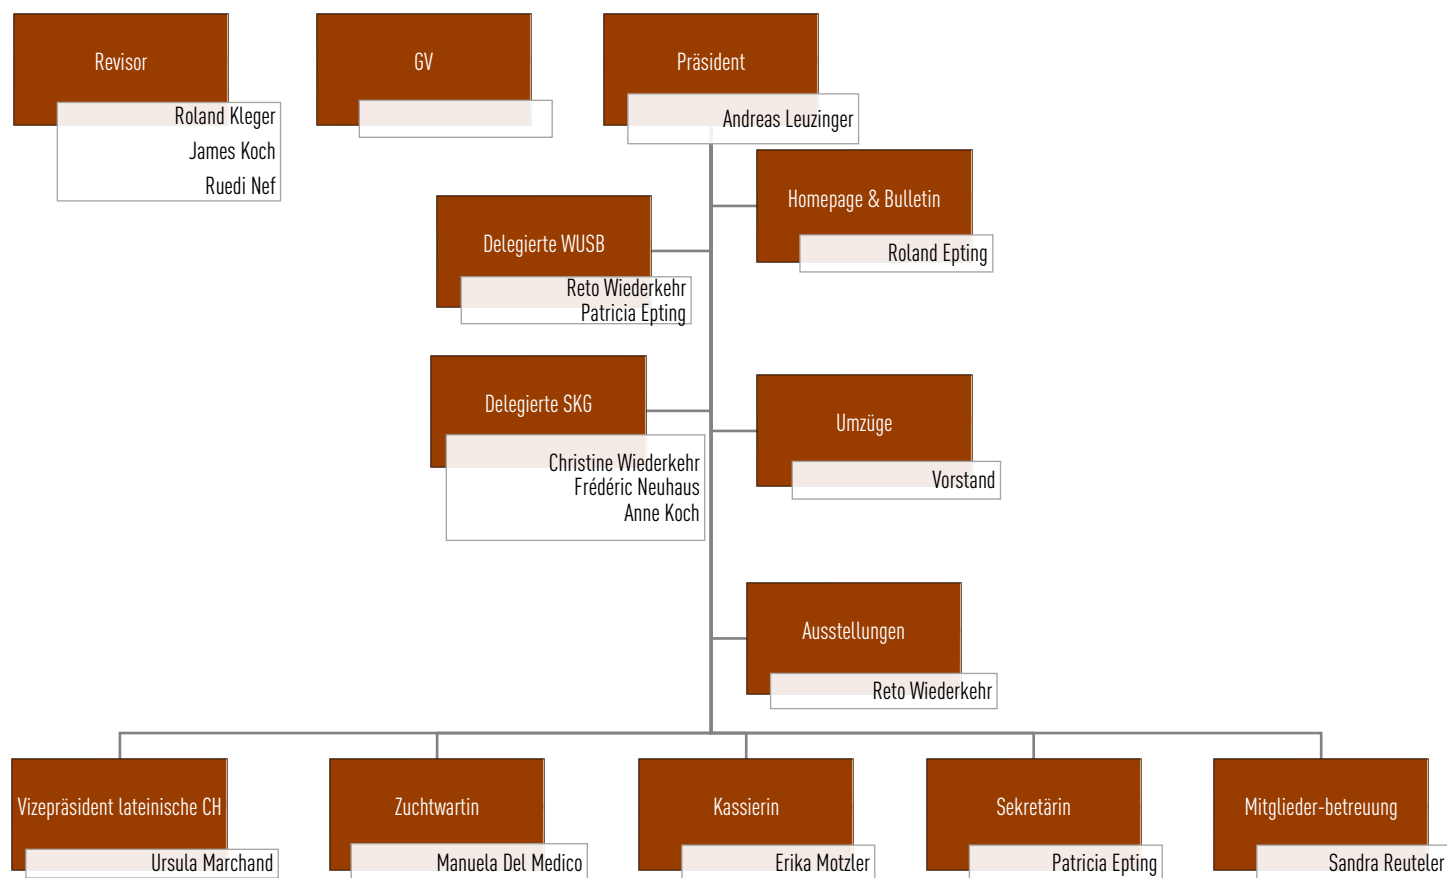 Revisor
Roland Kleger
James Koch
Ruedi Nef
GV
Präsident
Andreas Leuzinger
Homepage & Bulletin
Roland Epting
Delegierte WUSB
Reto Wiederkehr
Patricia Epting
Delegierte SKG
Christine Wiederkehr
Frédéric Neuhaus
Anne Koch
Umzüge
Vorstand
Ausstellungen
Reto Wiederkehr
Vizepräsident lateinische CH
Ursula Marchand
Zuchtwartin
Manuela Del Medico
Kassierin
Erika Motzler
Sekretärin
Patricia Epting
Mitglieder-betreuung
Sandra Reuteler